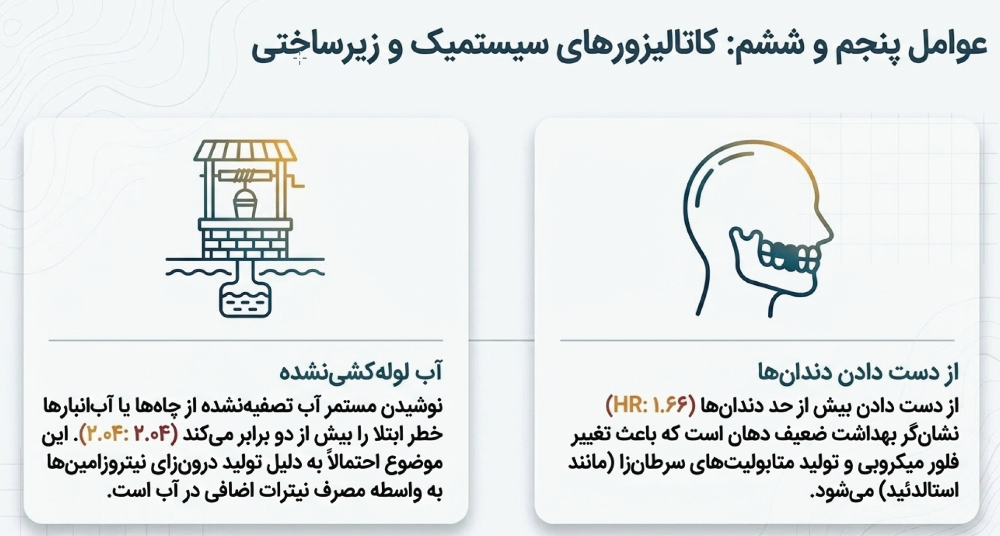 عوامل پنجم و ششم: کاتالیزورهای سیستمیک و زیرساختی
از دست دادن دندان‌ها
از دست دادن بیش از حد دندان‌ها (HR: ۱.۶۶)
نشان‌گر بهداشت ضعیف دهان است که باعث تغییر
فلور میکروبی و تولید متابولیت‌های سرطان‌زا (مانند
استالدئید) می‌شود.
آب لوله‌کشی‌نشده
نوشیدن مستمر آب تصفیه‌نشده از چاه‌ها یا آب‌انبارها
خطر ابتلا را بیش از دو برابر می‌کند (۲.۰۴: ۲.۰۴). این
موضوع احتمالاً به دلیل تولید درون‌زای نیتروزامین‌ها
به واسطه مصرف نیترات اضافی در آب است.